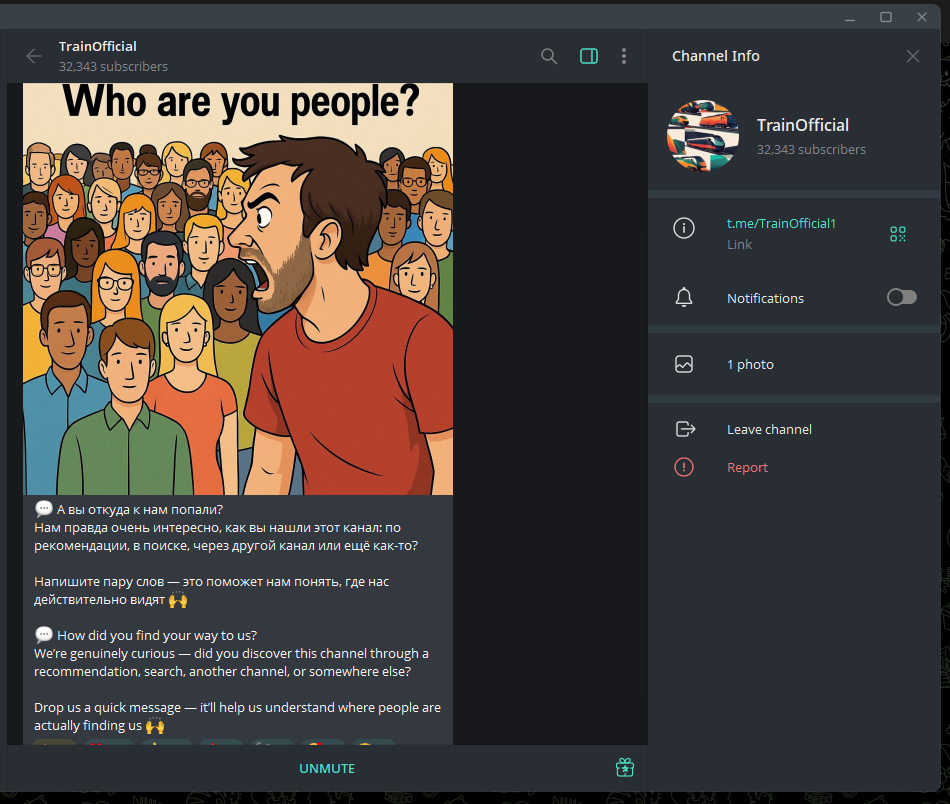 TrainOfficial
32,343 subscribers
Who are you people?
💬 А вы откуда к нам попали?
Нам правда очень интересно, как вы нашли этот канал: по
рекомендации, в поиске, через другой канал или ещё как-то?
Напишите пару слов — это поможет нам понять, где нас
действительно видят 🙌
💬 How did you find your way to us?
We’re genuinely curious — did you discover this channel through a
recommendation, search, another channel, or somewhere else?
Drop us a quick message — it’ll help us understand where people are
actually finding us 🙌
UNMUTE
Channel Info
TrainOfficial
32,343 subscribers
t.me/TrainOfficial1
Link
Notifications
1 photo
Leave channel
Report